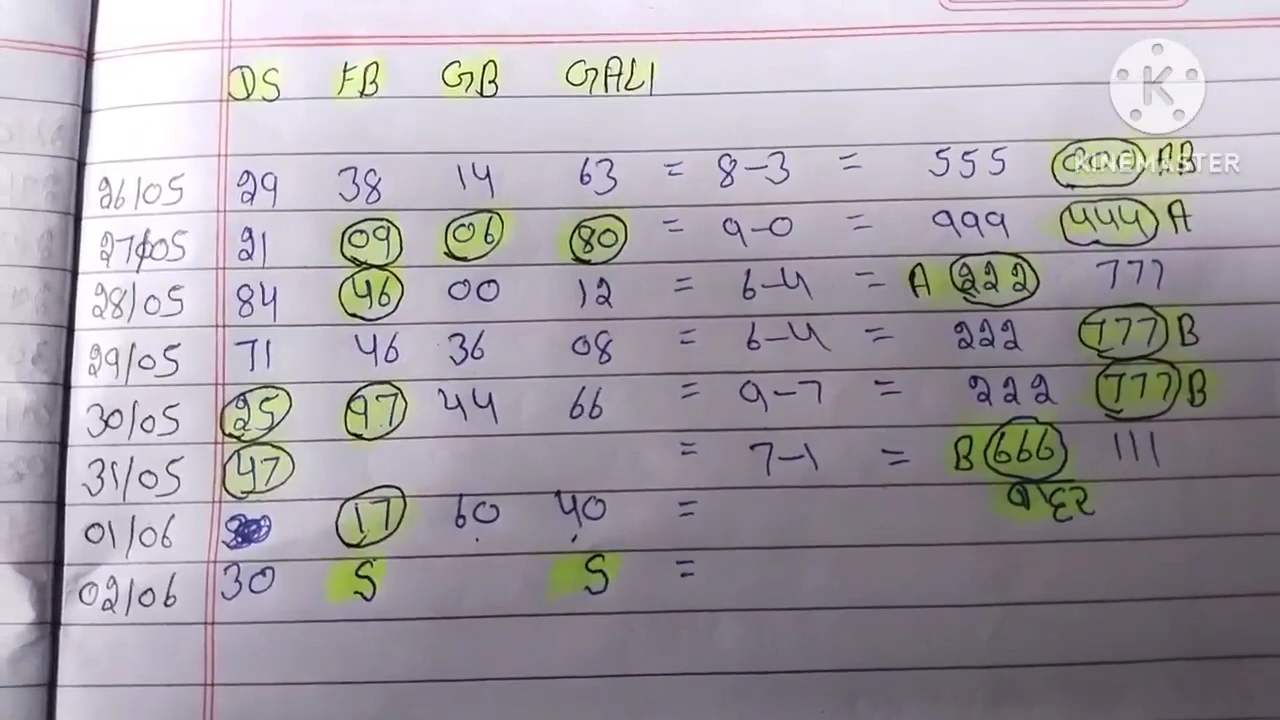 DS FB GB GALI
26/05 29 38 14 63 = 8-3 = 555 000 AB
KINEMASTER
27/05 21 09 06 80 = 9-0 = 999 444 A
28/05 84 46 00 12 = 6-4 = A 222 777
29/05 71 46 36 08 = 6-4 = 222 777 B
30/05 25 97 44 66 = 9-7 = 222 777 B
31/05 47 = 7-1 = B 666 111
01/06 17 60 40 =
02/06 30 S S =